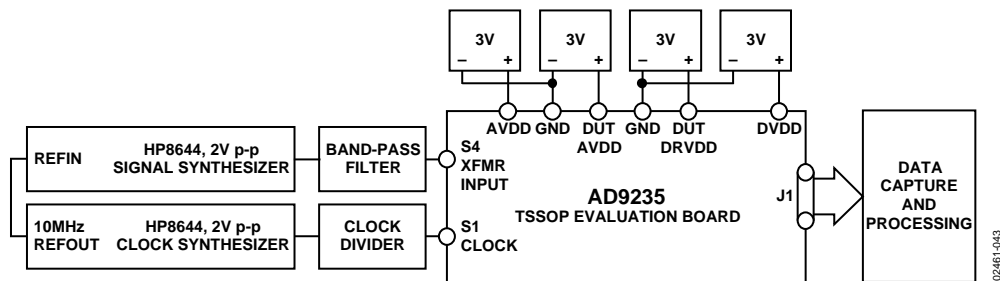 3V
– +
3V
– +
3V
– +
3V
– +
AVDD
GND
DUT
AVDD
GND
DUT
DRVDD
DVDD
REFIN
HP8644, 2V p-p
SIGNAL SYNTHESIZER
BAND-PASS
FILTER
S4
XFMR
INPUT
10MHz
REFOUT
HP8644, 2V p-p
CLOCK SYNTHESIZER
CLOCK
DIVIDER
S1
CLOCK
AD9235
TSSOP EVALUATION BOARD
J1
DATA
CAPTURE
AND
PROCESSING
02461-043